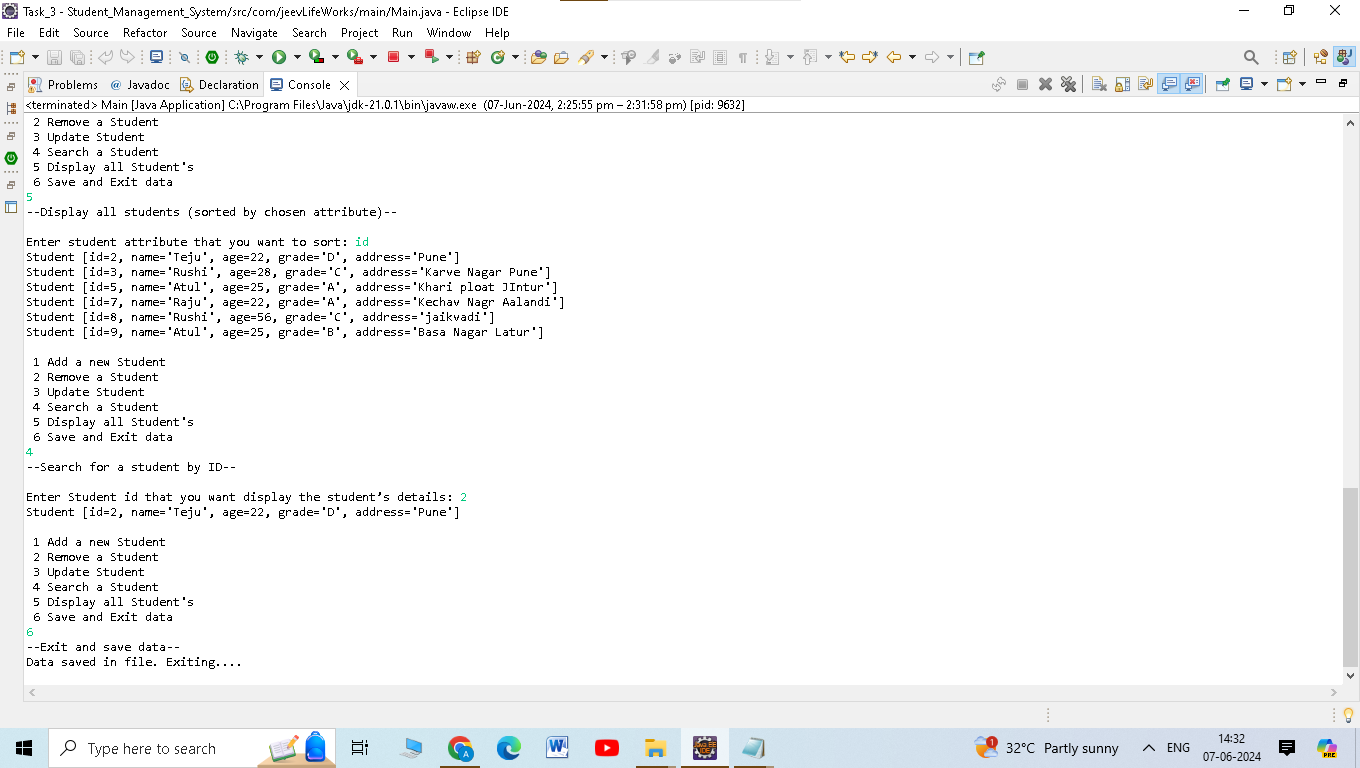 Task_3 - Student_Management_System/src/com/jeevLifeWorks/main/Main.java - Eclipse IDE
File Edit Source Refactor Source Navigate Search Project Run Window Help
Problems @ Javadoc Declaration Console
<terminated> Main [Java Application] C:\Program Files\Java\jdk-21.0.1\bin\javaw.exe (07-Jun-2024, 2:25:55 pm – 2:31:58 pm) [pid: 9632]
2 Remove a Student
3 Update Student
4 Search a Student
5 Display all Student's
6 Save and Exit data
5
--Display all students (sorted by chosen attribute)--
Enter student attribute that you want to sort: id
Student [id=2, name='Teju', age=22, grade='D', address='Pune']
Student [id=3, name='Rushi', age=28, grade='C', address='Karve Nagar Pune']
Student [id=5, name='Atul', age=25, grade='A', address='Khari ploat JIntur']
Student [id=7, name='Raju', age=22, grade='A', address='Kechav Nagr Aalandi']
Student [id=8, name='Rushi', age=56, grade='C', address='jaikvadi']
Student [id=9, name='Atul', age=25, grade='B', address='Basa Nagar Latur']
1 Add a new Student
2 Remove a Student
3 Update Student
4 Search a Student
5 Display all Student's
6 Save and Exit data
4
--Search for a student by ID--
Enter Student id that you want display the student’s details: 2
Student [id=2, name='Teju', age=22, grade='D', address='Pune']
1 Add a new Student
2 Remove a Student
3 Update Student
4 Search a Student
5 Display all Student's
6 Save and Exit data
6
--Exit and save data--
Data saved in file. Exiting....
Type here to search
32°C Partly sunny
ENG
14:32
07-06-2024